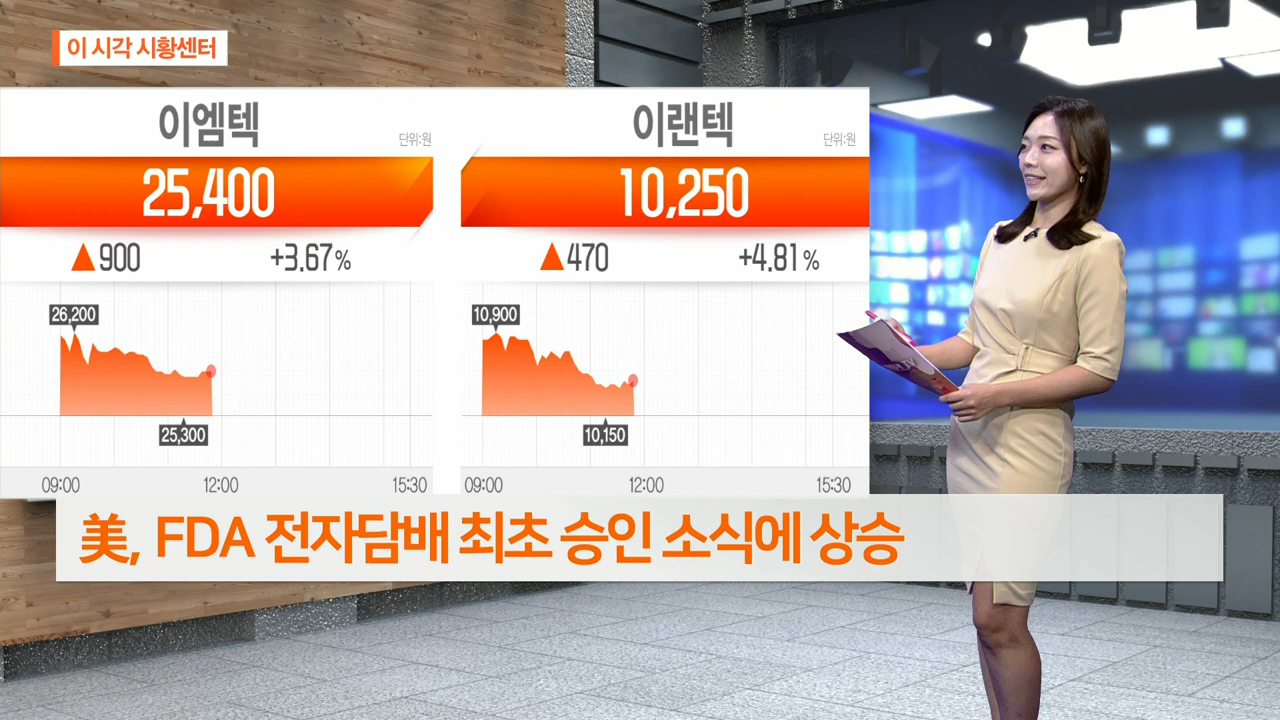 이 시각 시황센터
이엠텍
단위:원
25,400
▲900 +3.67%
26,200
25,300
09:00 12:00 15:30
이랜텍
단위:원
10,250
▲470 +4.81%
10,900
10,150
09:00 12:00 15:30
美, FDA 전자담배 최초 승인 소식에 상승